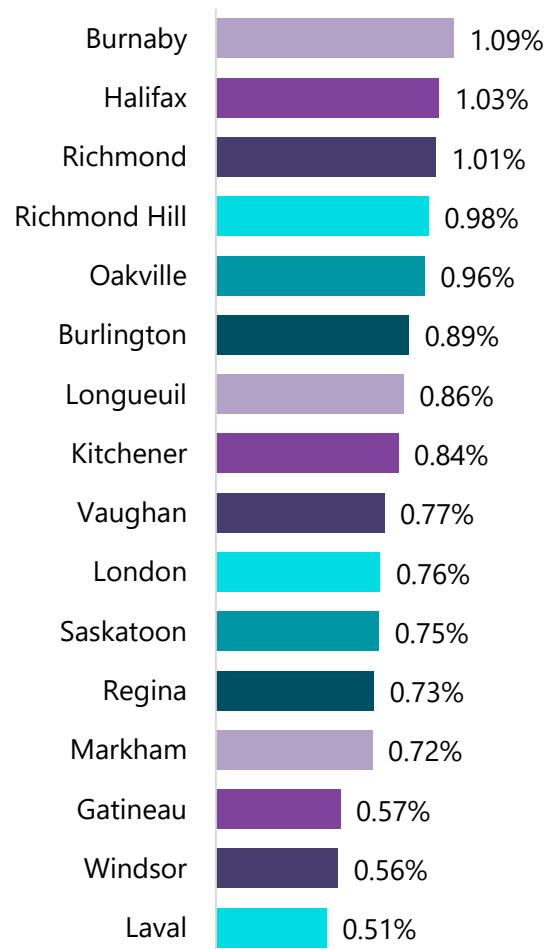 Burnaby 1.09%
Halifax 1.03%
Richmond 1.01%
Richmond Hill 0.98%
Oakville 0.96%
Burlington 0.89%
Longueuil 0.86%
Kitchener 0.84%
Vaughan 0.77%
London 0.76%
Saskatoon 0.75%
Regina 0.73%
Markham 0.72%
Gatineau 0.57%
Windsor 0.56%
Laval 0.51%